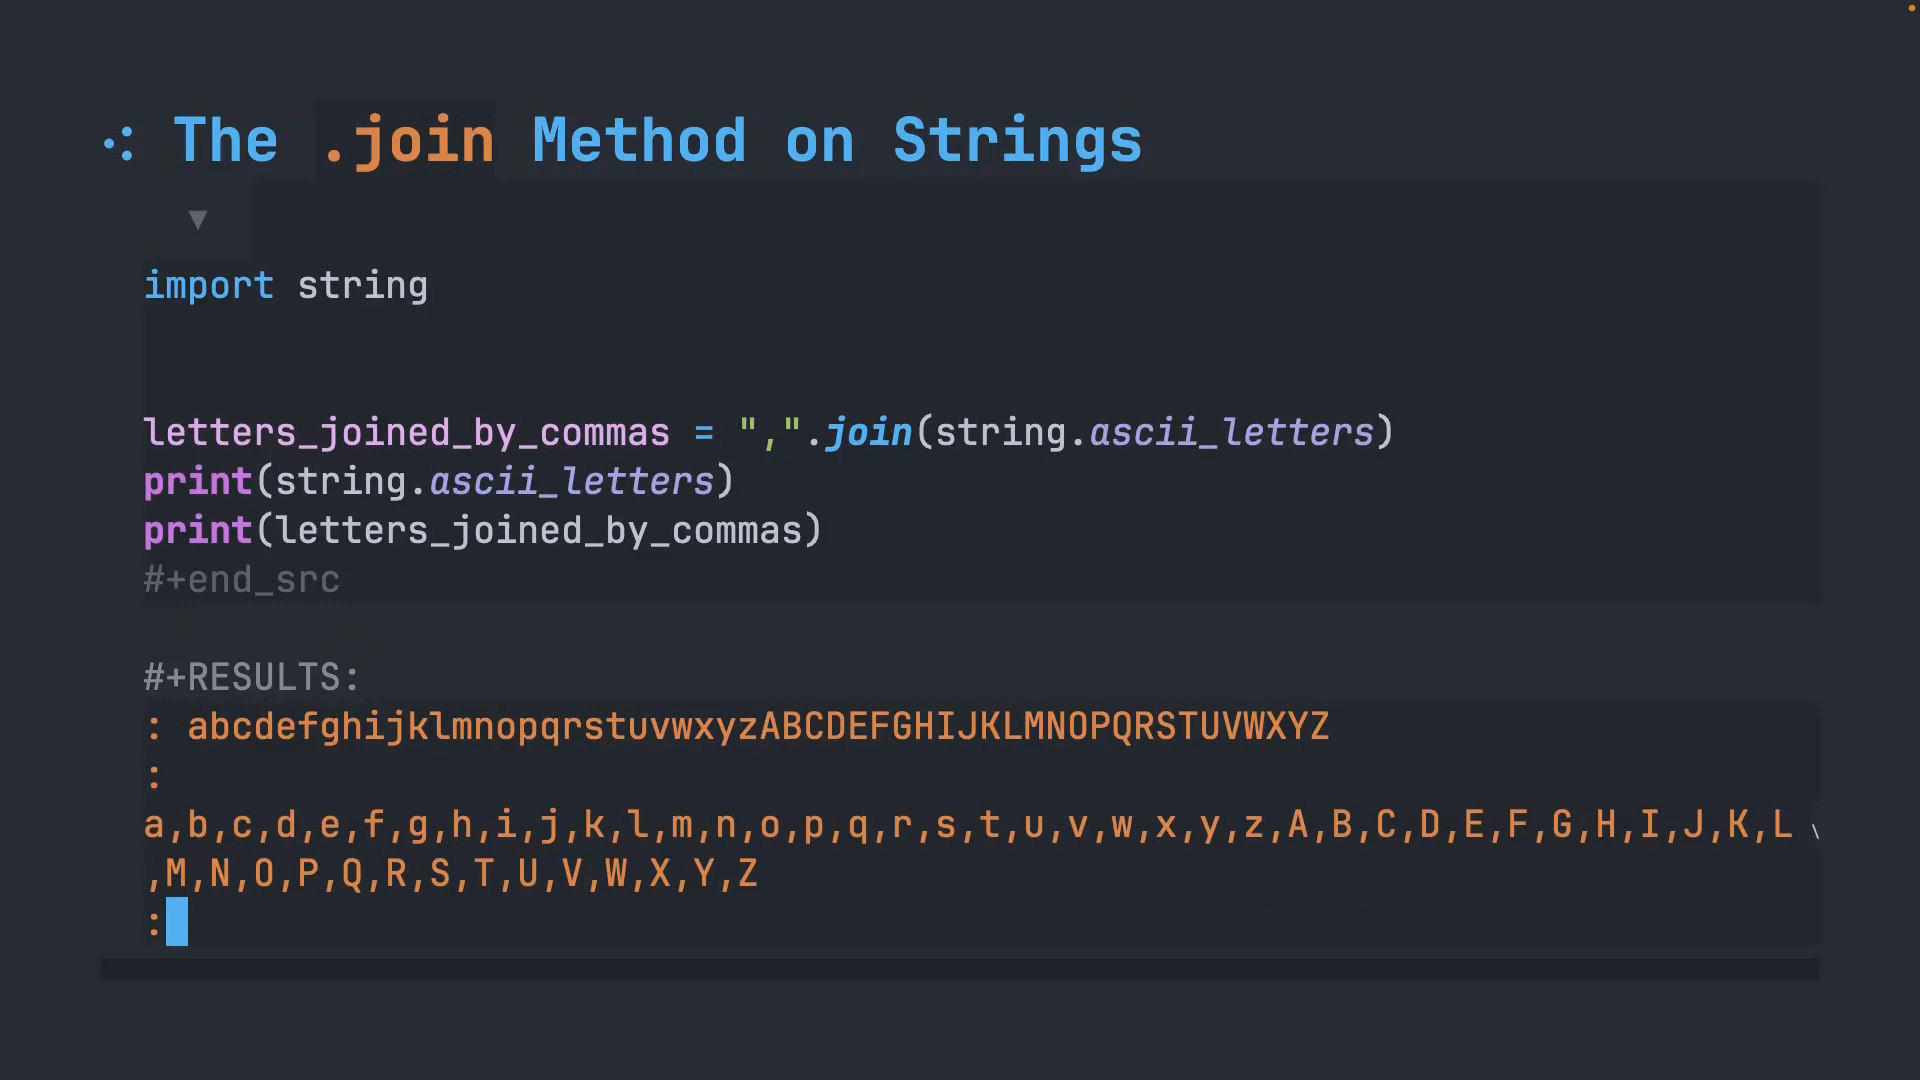 The .join Method on Strings
▼
import string
letters_joined_by_commas = ",".join(string.ascii_letters)
print(string.ascii_letters)
print(letters_joined_by_commas)
#+end_src
#+RESULTS:
: abcdefghijklmnopqrstuvwxyzABCDEFGHIJKLMNOPQRSTUVWXYZ
:
a,b,c,d,e,f,g,h,i,j,k,l,m,n,o,p,q,r,s,t,u,v,w,x,y,z,A,B,C,D,E,F,G,H,I,J,K,L \
,M,N,O,P,Q,R,S,T,U,V,W,X,Y,Z
: